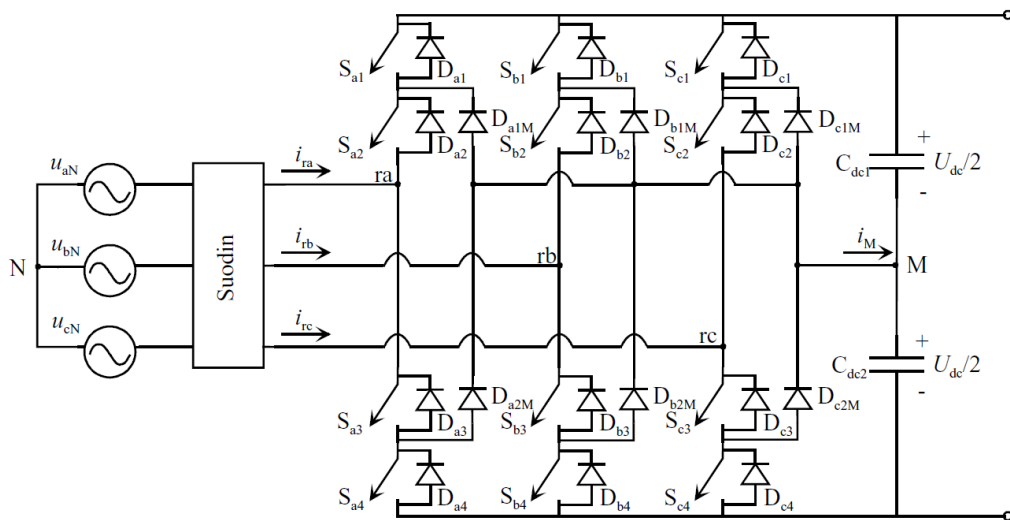 Sa1 Da1 Sb1 Db1 Sc1 Dc1
Sa2 Da2 Da1M Sb2 Db2 Db1M Sc2 Dc2 Dc1M
+
Cdc1 Udc/2
-
uaN ira ra
ubN irb rb
ucN irc rc
N
Suodin
iM
M
+
Cdc2 Udc/2
-
Sa3 Da3 Da2M Sb3 Db3 Db2M Sc3 Dc3 Dc2M
Sa4 Da4 Sb4 Db4 Sc4 Dc4